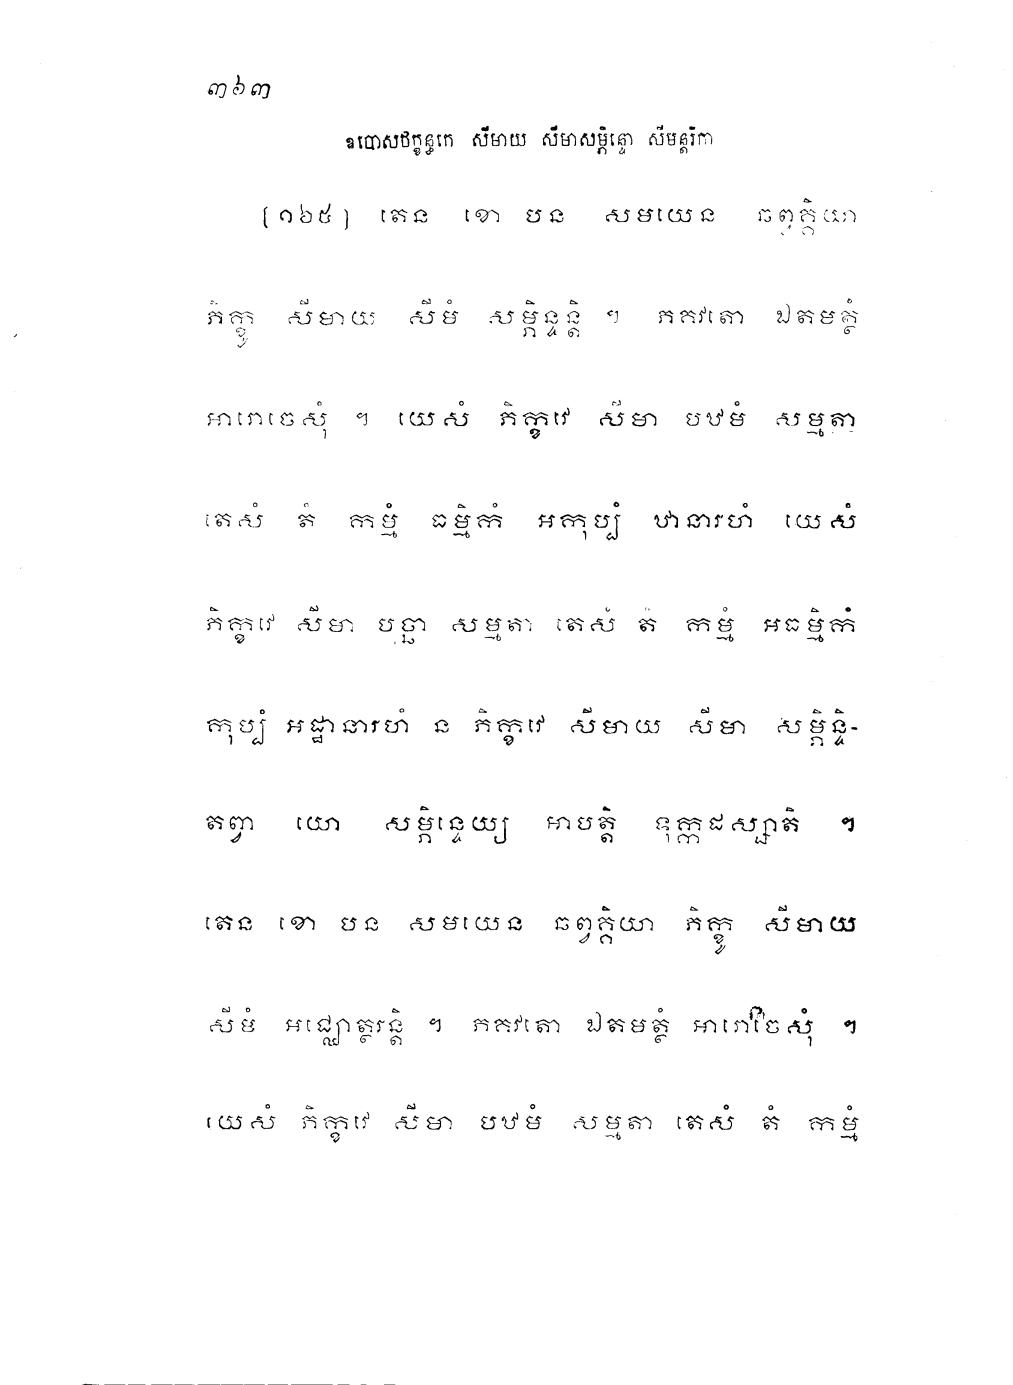 ៣៦៣
ឧបោសថក្ខន្ធកេ សីមាយ សីមាសម្ភិន្ទោ សីមន្តរិកា
[១៦៥] តេន ខោ បន សមយេន ឆព្វគ្គិយា
ភិក្ខូ សីមាយ សីមំ សម្ភិន្ទន្តិ ។ ភគវតោ ឯតមត្ថំ
អារោចេសុំ ។ យេសំ ភិក្ខវេ សីមា បឋមំ សម្មតា
តេសំ តំ កម្មំ ធម្មិកំ អកុប្បំ ឋានារហំ យេសំ
ភិក្ខវេ សីមា បច្ឆា សម្មតា តេសំ តំ កម្មំ អធម្មិកំ
កុប្បំ អដ្ឋានារហំ ន ភិក្ខវេ សីមាយ សីមា សម្ភិន្ទិ-
តព្វា យោ សម្ភិន្ទេយ្យ អាបត្តិ ទុក្កដស្សាតិ ។
តេន ខោ បន សមយេន ឆព្វគ្គិយា ភិក្ខូ សីមាយ
សីមំ អជ្ឈោត្ថរន្តិ ។ ភគវតោ ឯតមត្ថំ អារោចេសុំ ។
យេសំ ភិក្ខវេ សីមា បឋមំ សម្មតា តេសំ តំ កម្មំ